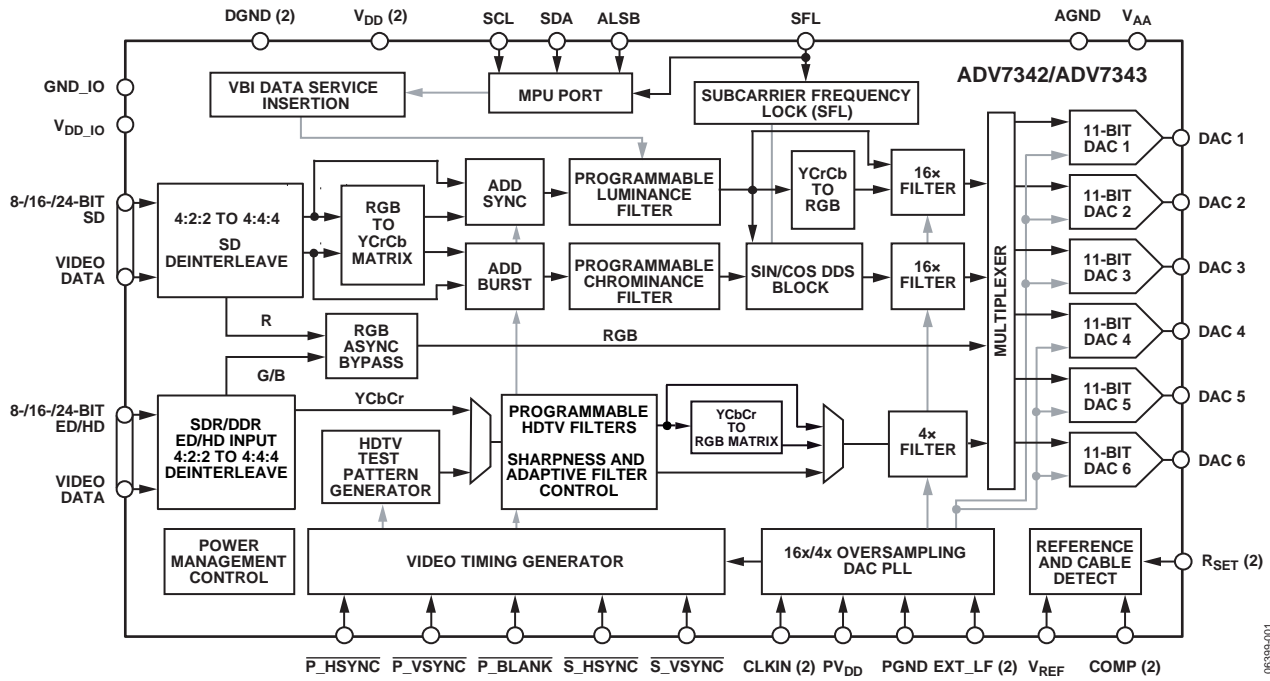 DGND (2)
VDD (2)
SCL
SDA
ALSB
SFL
AGND
VAA
GND_IO
VDD_IO
ADV7342/ADV7343
VBI DATA SERVICE
INSERTION
MPU PORT
SUBCARRIER FREQUENCY
LOCK (SFL)
8-/16-/24-BIT
SD
VIDEO
DATA
4:2:2 TO 4:4:4
SD
DEINTERLEAVE
RGB
TO
YCrCb
MATRIX
ADD
SYNC
ADD
BURST
PROGRAMMABLE
LUMINANCE
FILTER
PROGRAMMABLE
CHROMINANCE
FILTER
YCrCb
TO
RGB
SIN/COS DDS
BLOCK
16×
FILTER
16×
FILTER
MULTIPLEXER
11-BIT
DAC 1
DAC 1
11-BIT
DAC 2
DAC 2
11-BIT
DAC 3
DAC 3
11-BIT
DAC 4
DAC 4
11-BIT
DAC 5
DAC 5
11-BIT
DAC 6
DAC 6
R
G/B
RGB
ASYNC
BYPASS
RGB
8-/16-/24-BIT
ED/HD
VIDEO
DATA
SDR/DDR
ED/HD INPUT
4:2:2 TO 4:4:4
DEINTERLEAVE
YCbCr
HDTV
TEST
PATTERN
GENERATOR
PROGRAMMABLE
HDTV FILTERS
SHARPNESS AND
ADAPTIVE FILTER
CONTROL
YCbCr
TO
RGB MATRIX
4×
FILTER
POWER
MANAGEMENT
CONTROL
VIDEO TIMING GENERATOR
16x/4x OVERSAMPLING
DAC PLL
REFERENCE
AND CABLE
DETECT
RSET (2)
P_HSYNC
P_VSYNC
P_BLANK
S_HSYNC
S_VSYNC
CLKIN (2)
PVDD
PGND
EXT_LF (2)
VREF
COMP (2)
06399-001